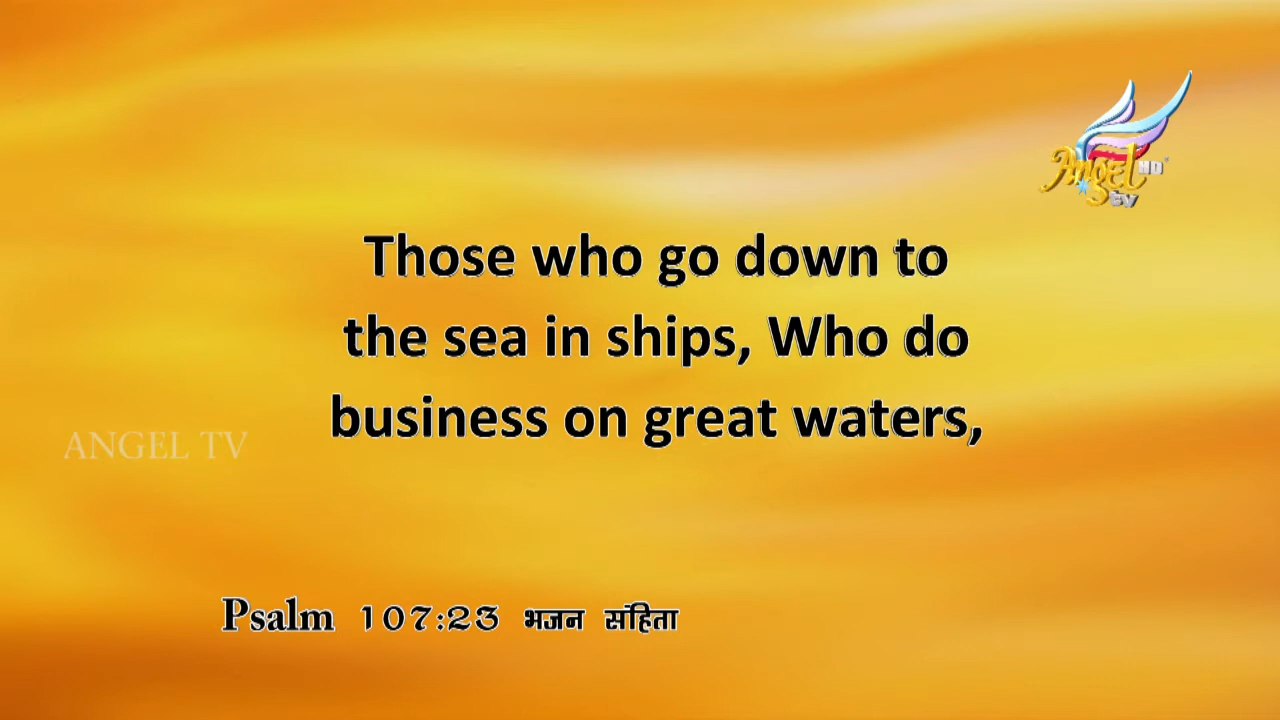 Angel HD
tv
Those who go down to
the sea in ships, Who do
business on great waters,
ANGEL TV
Psalm 107:23 भजन संहिता